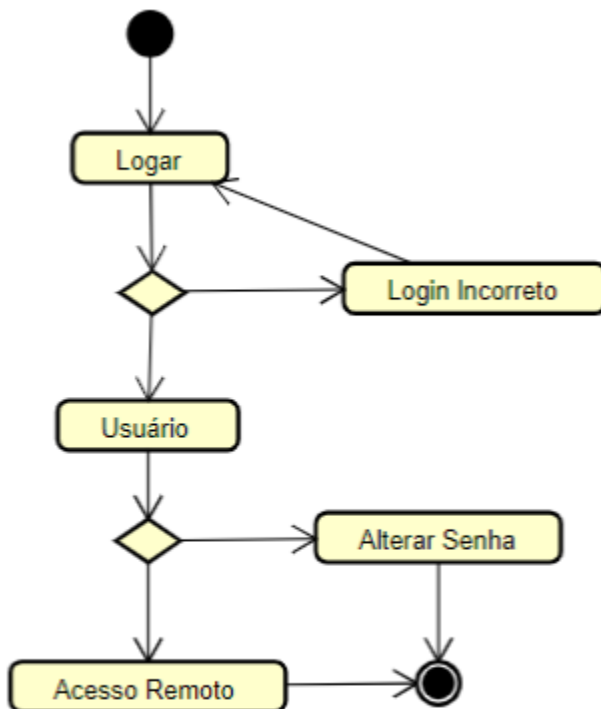 Logar
Login Incorreto
Usuário
Alterar Senha
Acesso Remoto